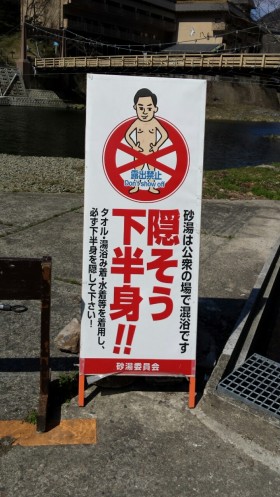 露出禁止
Don't show off
砂湯は公衆の場で混浴です
隠そう
下半身!!
タオル・湯浴み着・水着等を着用し、
必ず下半身を隠して下さい!
砂湯委員会